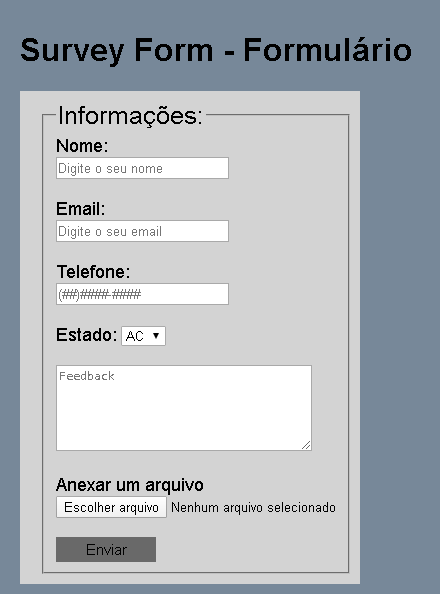 Survey Form - Formulário
Informações:
Nome:
Digite o seu nome
Email:
Digite o seu email
Telefone:
(##)####-####
Estado: AC
Feedback
Anexar um arquivo
Escolher arquivo Nenhum arquivo selecionado
Enviar